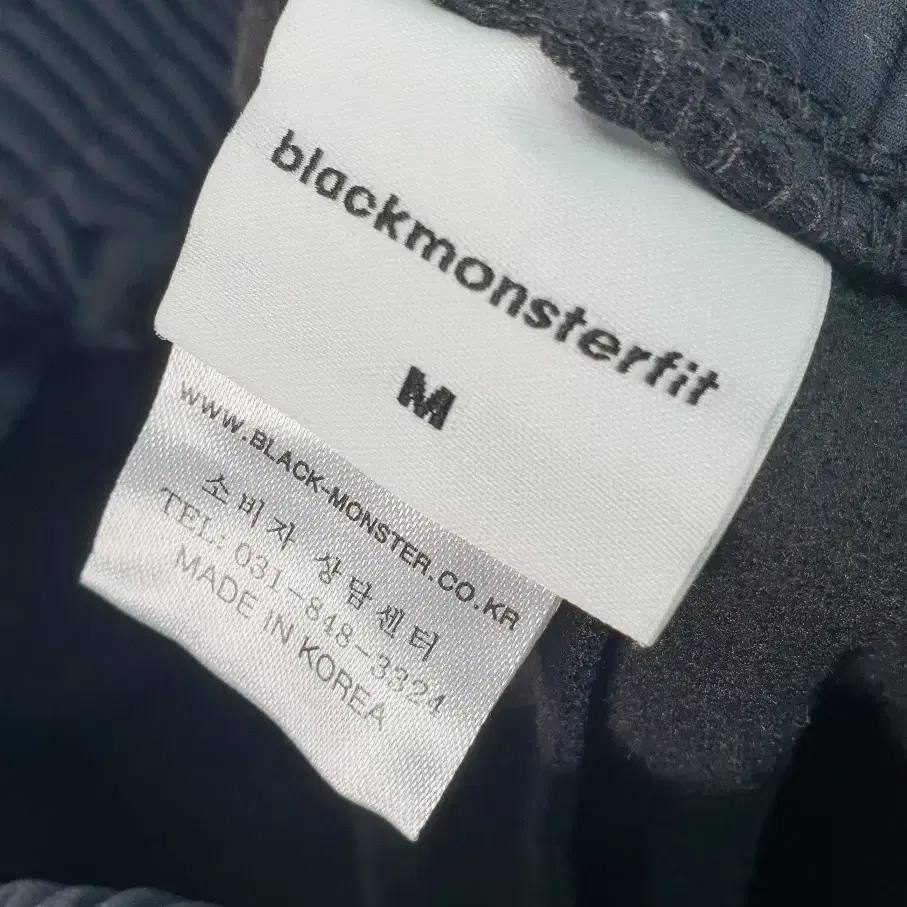 blackmonsterfit
M
WWW.BLACK-MONSTER.CO.KR
소비자 상담센터
TEL: 031-848-3324
MADE IN KOREA